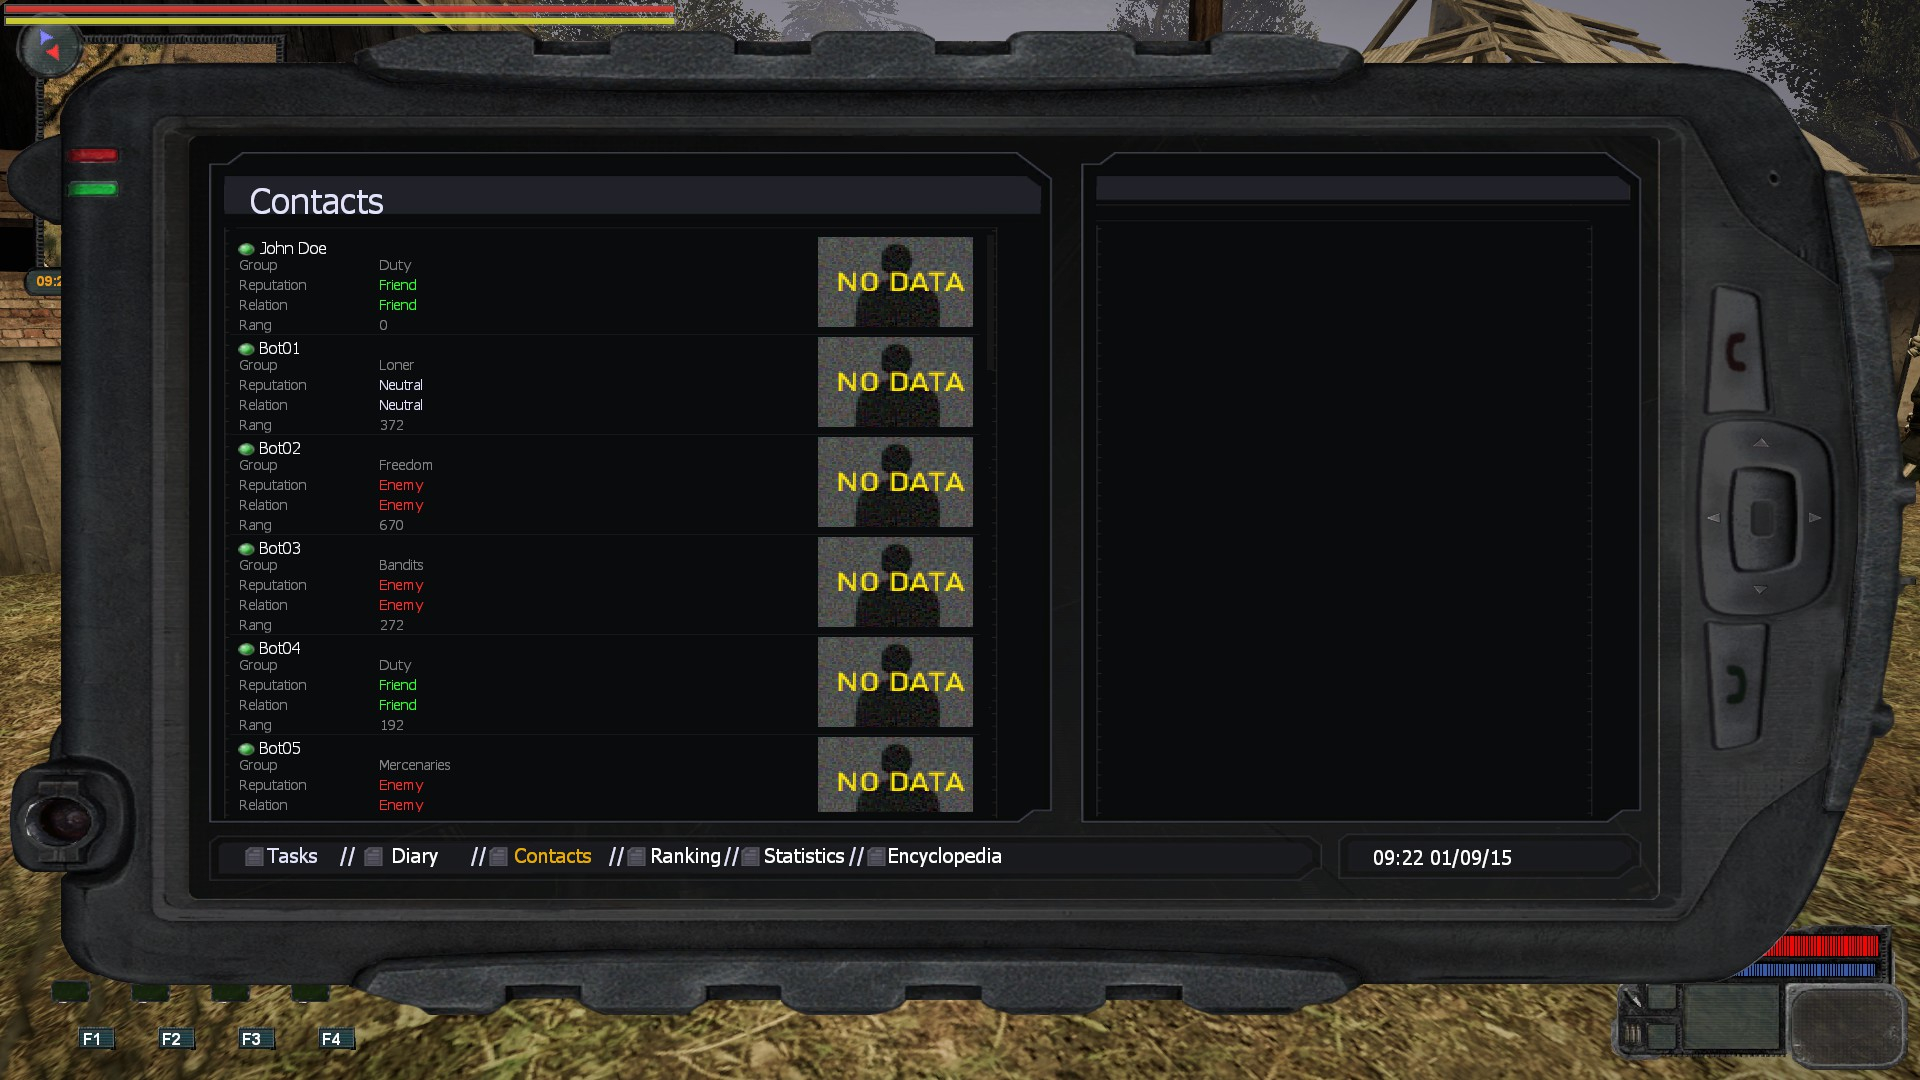 Contacts
John Doe
Group Duty
Reputation Friend
Relation Friend
Rang 0
NO DATA
Bot01
Group Loner
Reputation Neutral
Relation Neutral
Rang 372
NO DATA
Bot02
Group Freedom
Reputation Enemy
Relation Enemy
Rang 670
NO DATA
Bot03
Group Bandits
Reputation Enemy
Relation Enemy
Rang 272
NO DATA
Bot04
Group Duty
Reputation Friend
Relation Friend
Rang 192
NO DATA
Bot05
Group Mercenaries
Reputation Enemy
Relation Enemy
NO DATA
Tasks // Diary // Contacts // Ranking // Statistics // Encyclopedia
09:22 01/09/15
F1 F2 F3 F4